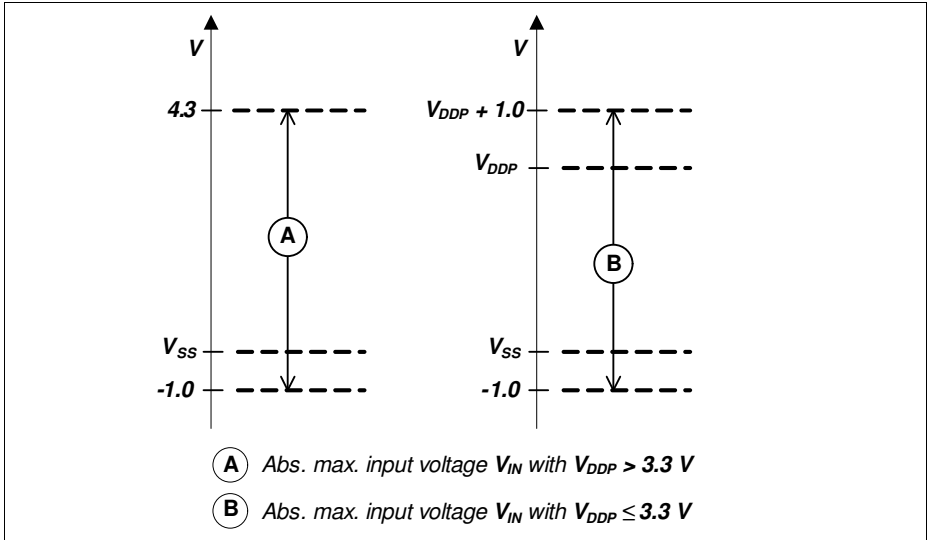 V
4.3
A
V_SS
-1.0
V
V_DDP + 1.0
V_DDP
B
V_SS
-1.0
A Abs. max. input voltage V_IN with V_DDP > 3.3 V
B Abs. max. input voltage V_IN with V_DDP ≤ 3.3 V